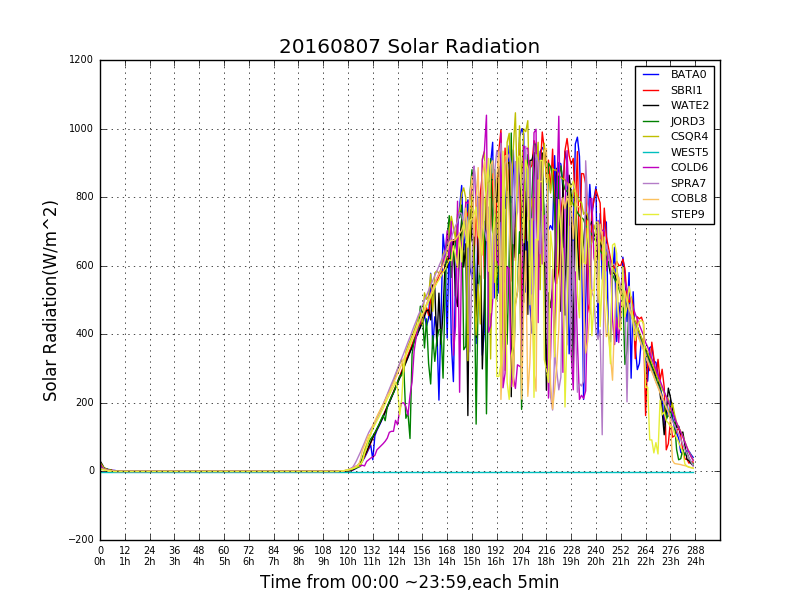 20160807 Solar Radiation
1200
1000
800
600
400
200
0
−200
Solar Radiation(W/m^2)
BATA0
SBRI1
WATE2
JORD3
CSQR4
WEST5
COLD6
SPRA7
COBL8
STEP9
0 12 24 36 48 60 72 84 96 108 120 132 144 156 168 180 192 204 216 228 240 252 264 276 288
0h 1h 2h 3h 4h 5h 6h 7h 8h 9h 10h 11h 12h 13h 14h 15h 16h 17h 18h 19h 20h 21h 22h 23h 24h
Time from 00:00 ~23:59,each 5min